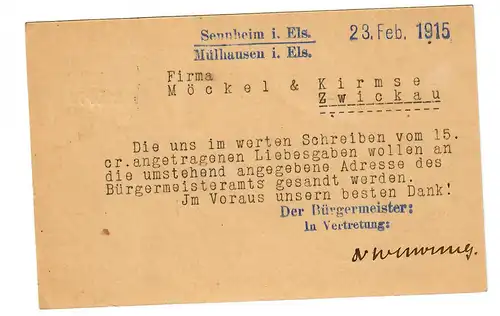 Sennheim i. Els.
Mülhausen i. Els.
23. Feb. 1915
Firma
Möckel & Kirmse
Zwickau
Die uns im werten Schreiben vom 15.
cr.angetragenen Liebesgaben wollen an
die umstehend angegebene Adresse des
Bürgermeisteramts gesandt werden.
Jm Voraus unsern besten Dank!
Der Bürgermeister:
In Vertretung: